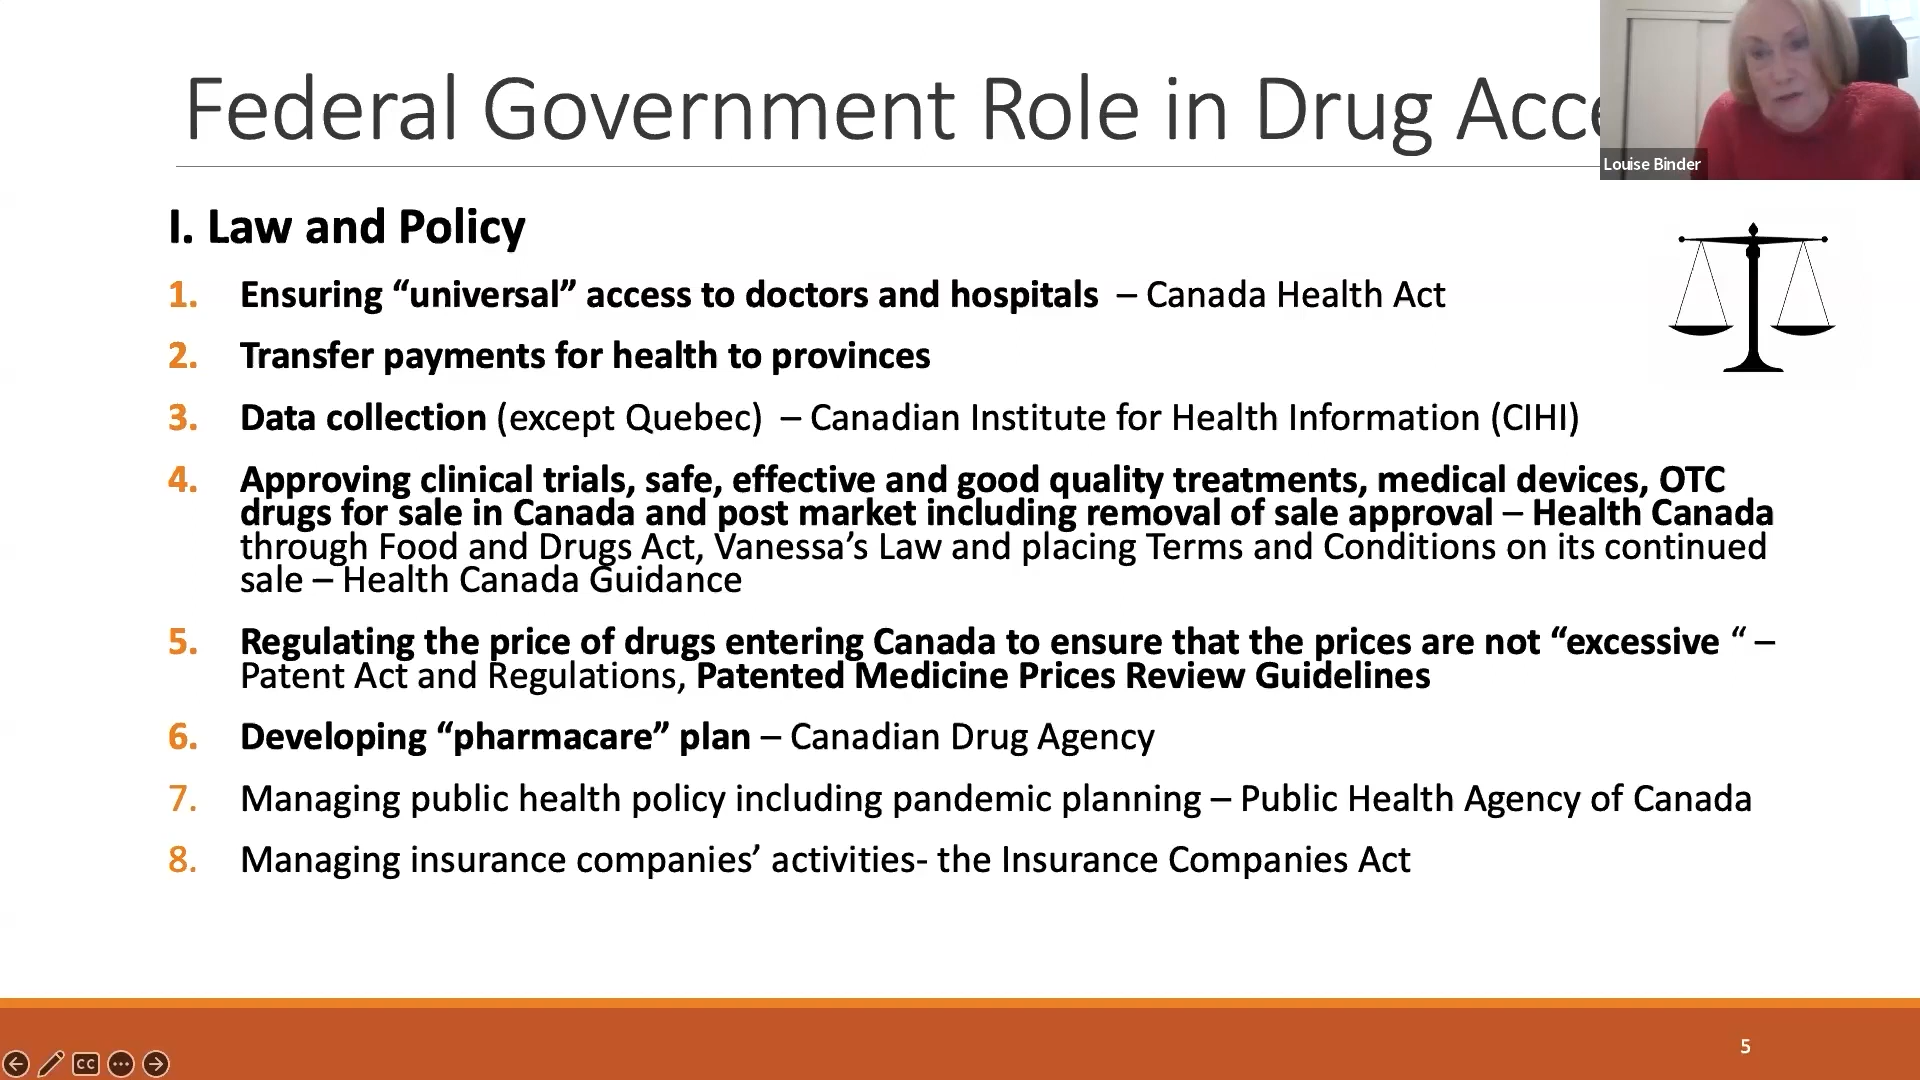 Federal Government Role in Drug Acce
Louise Binder
I. Law and Policy
1. Ensuring “universal” access to doctors and hospitals – Canada Health Act
2. Transfer payments for health to provinces
3. Data collection (except Quebec) – Canadian Institute for Health Information (CIHI)
4. Approving clinical trials, safe, effective and good quality treatments, medical devices, OTC
drugs for sale in Canada and post market including removal of sale approval – Health Canada
through Food and Drugs Act, Vanessa’s Law and placing Terms and Conditions on its continued
sale – Health Canada Guidance
5. Regulating the price of drugs entering Canada to ensure that the prices are not “excessive “ –
Patent Act and Regulations, Patented Medicine Prices Review Guidelines
6. Developing “pharmacare” plan – Canadian Drug Agency
7. Managing public health policy including pandemic planning – Public Health Agency of Canada
8. Managing insurance companies’ activities- the Insurance Companies Act
5
CC